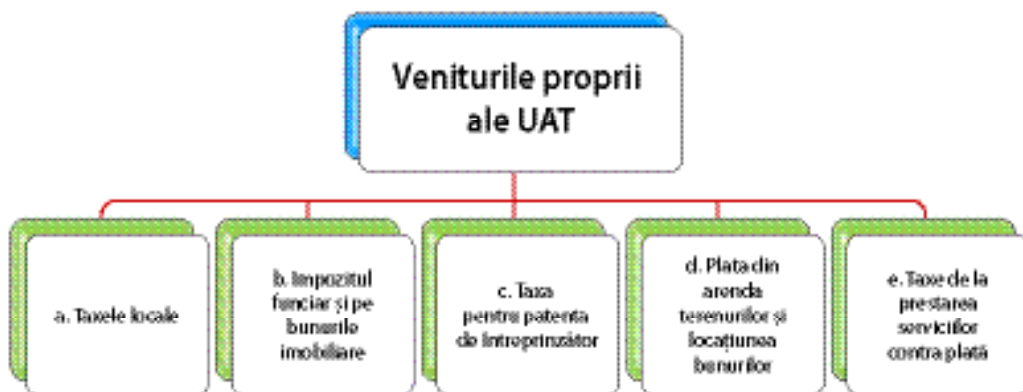 Veniturile proprii
ale UAT
a. Taxele locale
b. Impozitul
funciar și pe
bunurile
imobiliare
c. Taxa
pentru patenta
de întreprinzător
d. Plata din
arenda
terenurilor și
locațiunea
bunurilor
e. Taxe de la
prestarea
serviciilor
contra plată